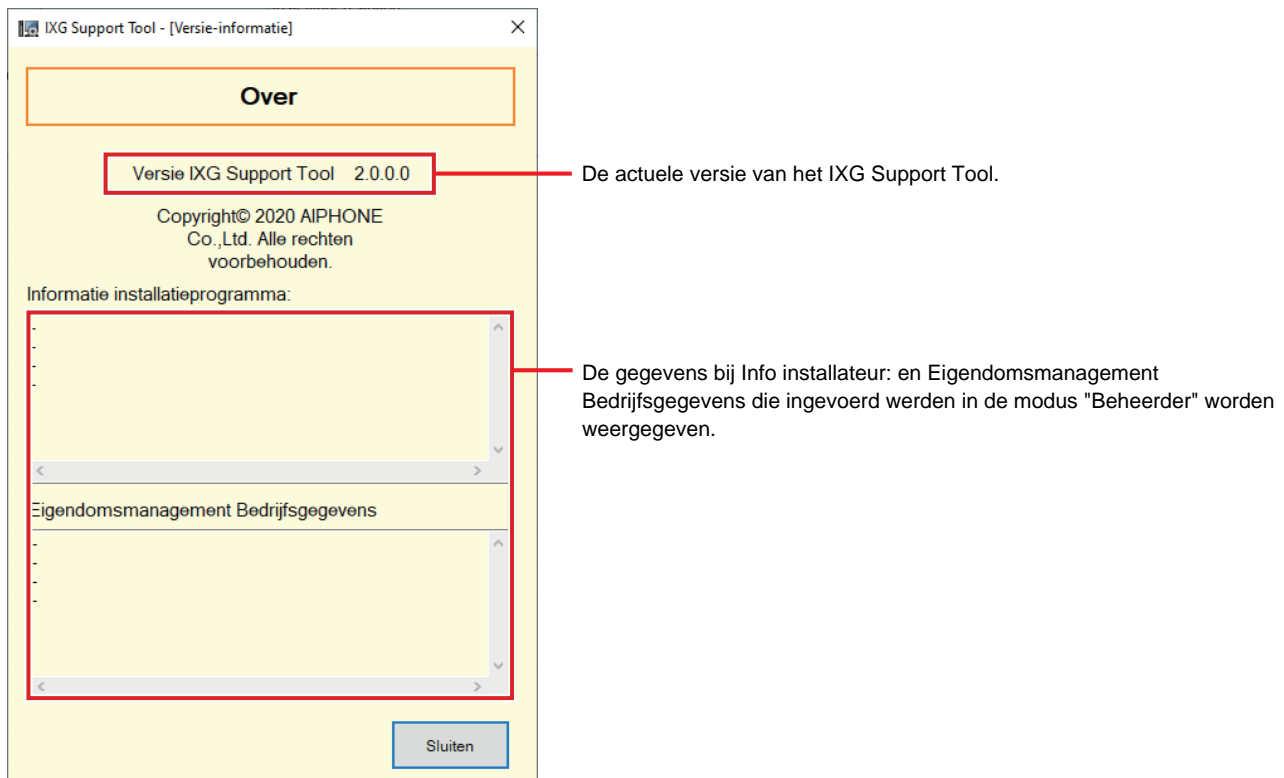 IXG Support Tool - [Versie-informatie]
Over
Versie IXG Support Tool 2.0.0.0
De actuele versie van het IXG Support Tool.
Copyright© 2020 AIPHONE
Co.,Ltd. Alle rechten
voorbehouden.
Informatie installatieprogramma:
-
-
-
-
De gegevens bij Info installateur: en Eigendomsmanagement
Bedrijfsgegevens die ingevoerd werden in de modus "Beheerder" worden
weergegeven.
Eigendomsmanagement Bedrijfsgegevens
-
-
-
-
Sluiten